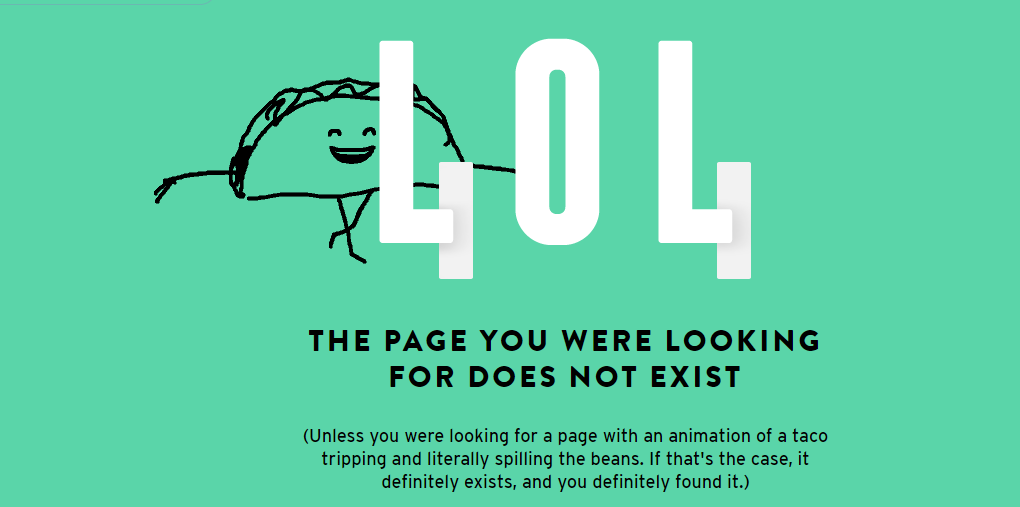 LOL
THE PAGE YOU WERE LOOKING
FOR DOES NOT EXIST
(Unless you were looking for a page with an animation of a taco
tripping and literally spilling the beans. If that's the case, it
definitely exists, and you definitely found it.)